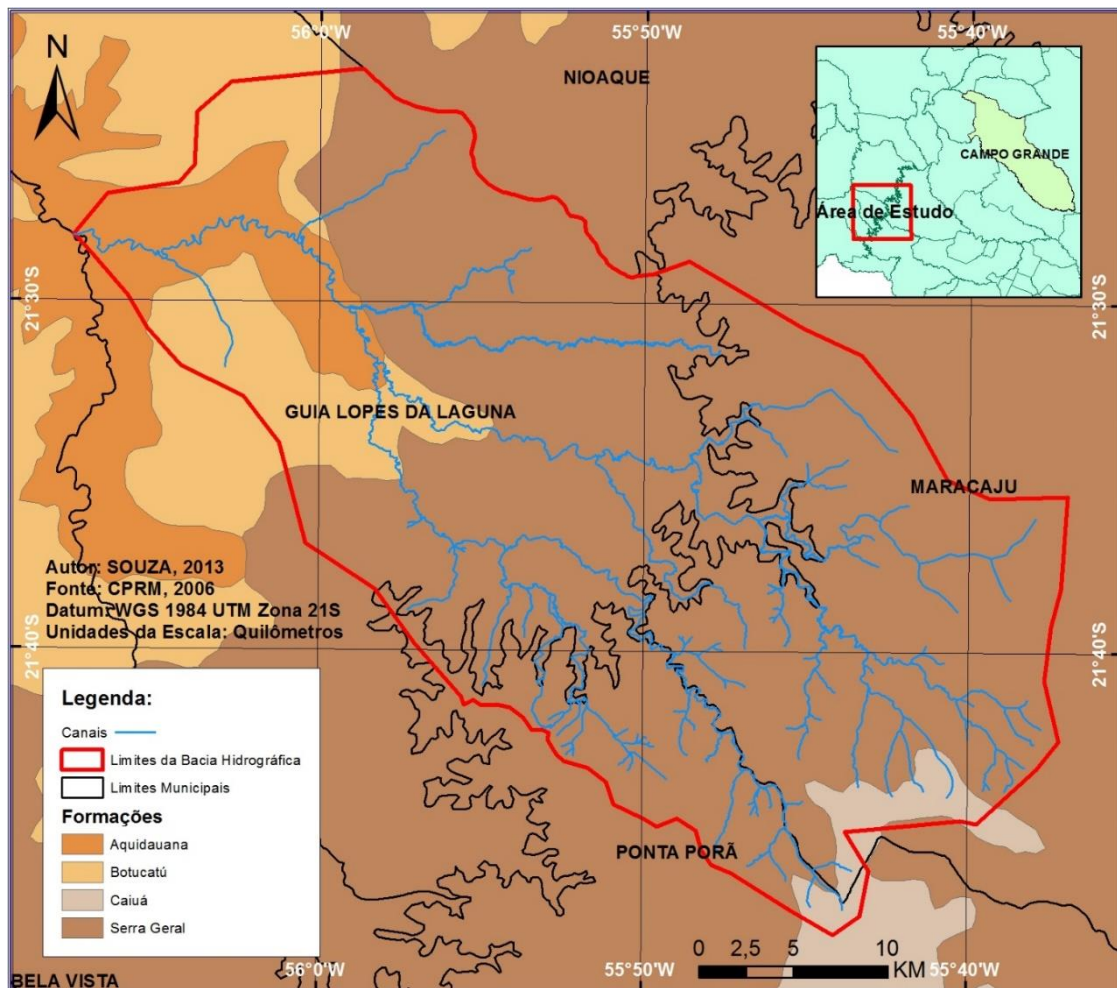 56°0'W
55°50'W
55°40'W
N
NIOAQUE
CAMPO GRANDE
Área de Estudo
21°30'S
21°30'S
GUIA LOPES DA LAGUNA
MARACAJU
Autor: SOUZA, 2013
Fonte: CPRM, 2006
Datum: WGS 1984 UTM Zona 21S
Unidades da Escala: Quilômetros
21°40'S
21°40'S
Legenda:
Canais
Limites da Bacia Hidrográfica
Limites Municipais
Formações
Aquidauana
Botucatú
Caiuá
Serra Geral
PONTA PORÃ
0 2,5 5 10
KM
BELA VISTA
56°0'W
55°50'W
55°40'W